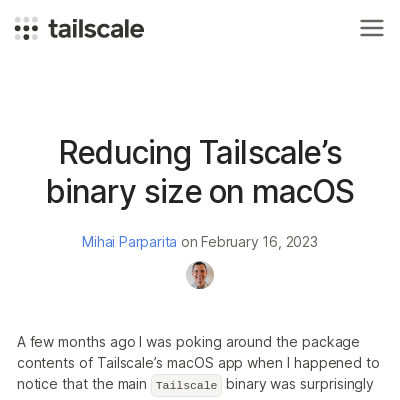 tailscale
Reducing Tailscale’s
binary size on macOS
Mihai Parparita on February 16, 2023
A few months ago I was poking around the package
contents of Tailscale’s macOS app when I happened to
notice that the main Tailscale binary was surprisingly